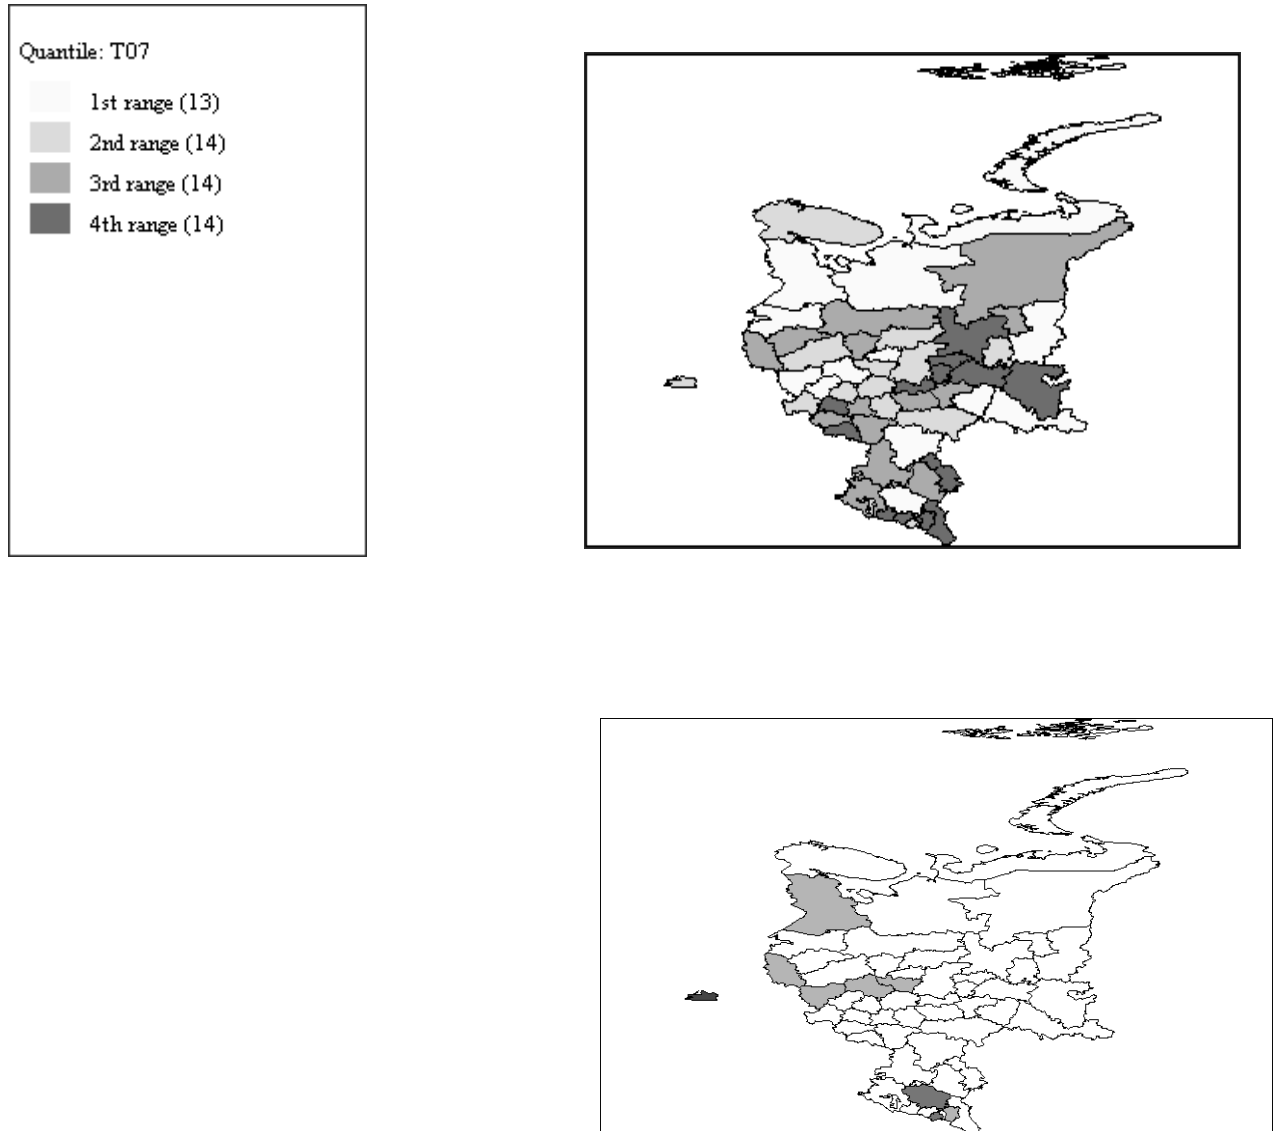 Quantile: T07
1st range (13)
2nd range (14)
3rd range (14)
4th range (14)